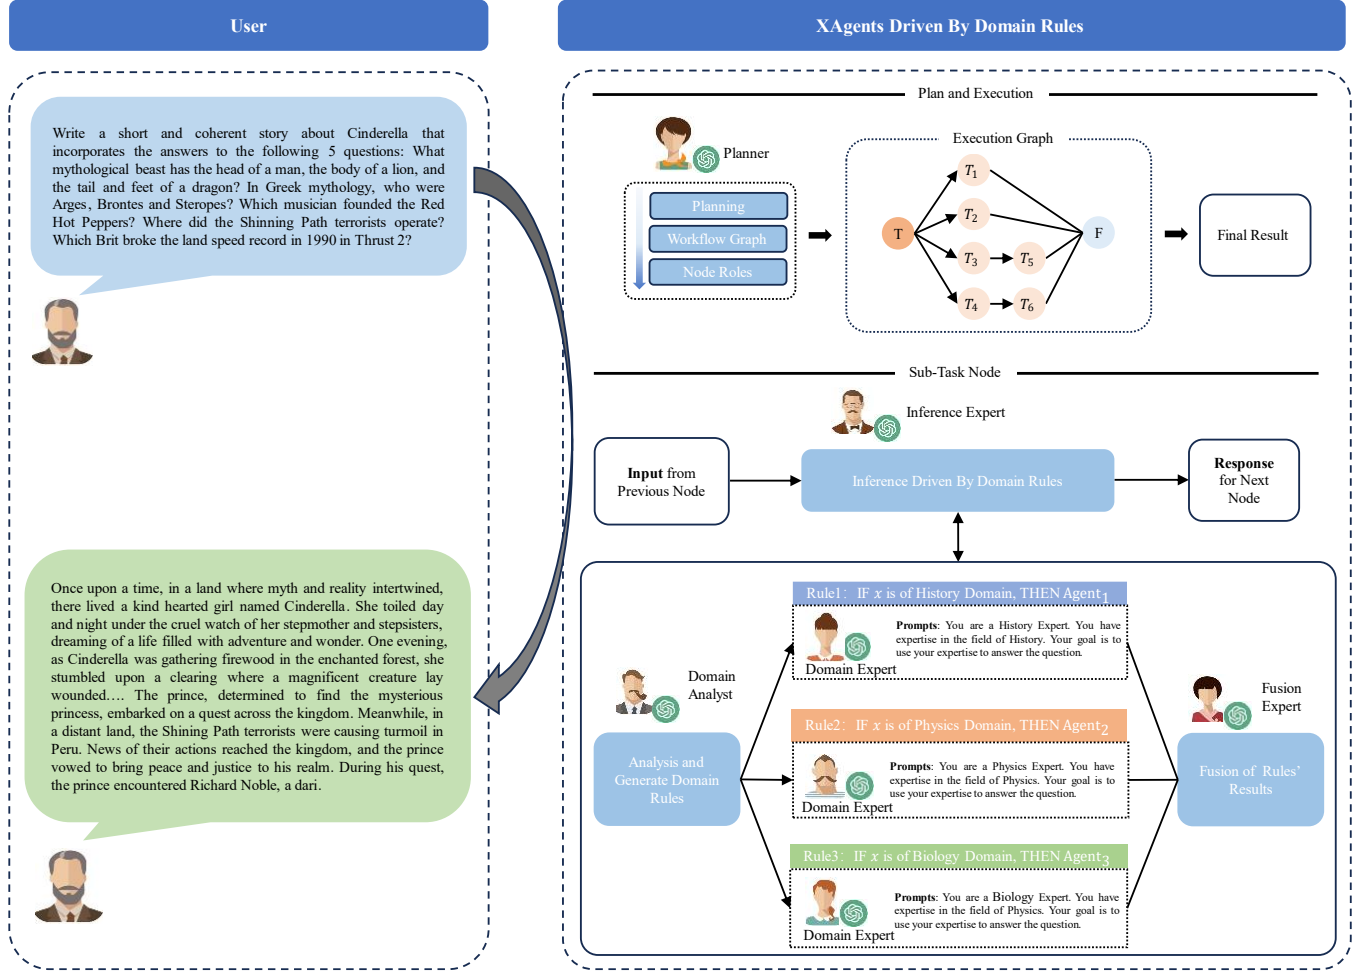 User
Write a short and coherent story about Cinderella that
incorporates the answers to the following 5 questions: What
mythological beast has the head of a man, the body of a lion, and
the tail and feet of a dragon? In Greek mythology, who were
Arges, Brontes and Steropes? Which musician founded the Red
Hot Peppers? Where did the Shinning Path terrorists operate?
Which Brit broke the land speed record in 1990 in Thrust 2?
Once upon a time, in a land where myth and reality intertwined,
there lived a kind hearted girl named Cinderella. She toiled day
and night under the cruel watch of her stepmother and stepsisters,
dreaming of a life filled with adventure and wonder. One evening,
as Cinderella was gathering firewood in the enchanted forest, she
stumbled upon a clearing where a magnificent creature lay
wounded.... The prince, determined to find the mysterious
princess, embarked on a quest across the kingdom. Meanwhile, in
a distant land, the Shining Path terrorists were causing turmoil in
Peru. News of their actions reached the kingdom, and the prince
vowed to bring peace and justice to his realm. During his quest,
the prince encountered Richard Noble, a dari.
XAgents Driven By Domain Rules
Plan and Execution
Planner
Planning
Workflow Graph
Node Roles
Execution Graph
T
T1
T2
T3
T5
T4
T6
F
Final Result
Sub-Task Node
Inference Expert
Input from
Previous Node
Inference Driven By Domain Rules
Response
for Next
Node
Domain
Analyst
Analysis and
Generate Domain
Rules
Rule1: IF x is of History Domain, THEN Agent1
Prompts: You are a History Expert. You have
expertise in the field of History. Your goal is to
use your expertise to answer the question.
Domain Expert
Rule2: IF x is of Physics Domain, THEN Agent2
Prompts: You are a Physics Expert. You have
expertise in the field of Physics. Your goal is to
use your expertise to answer the question.
Domain Expert
Rule3: IF x is of Biology Domain, THEN Agent3
Prompts: You are a Biology Expert. You have
expertise in the field of Physics. Your goal is to
use your expertise to answer the question.
Domain Expert
Fusion
Expert
Fusion of Rules'
Results